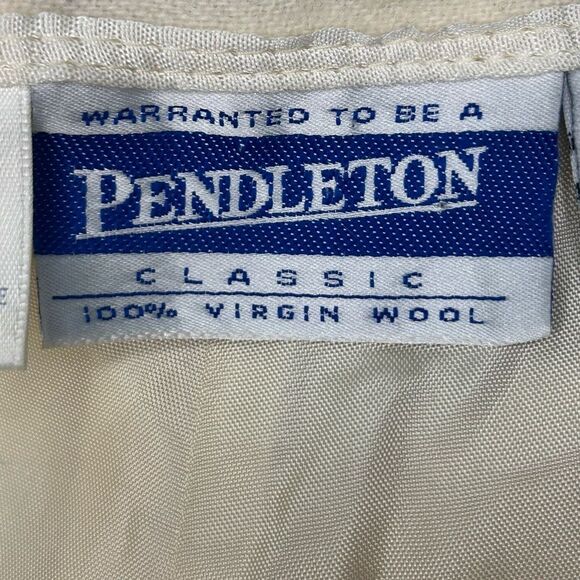 WARRANTED TO BE A
PENDLETON
CLASSIC
100% VIRGIN WOOL
E